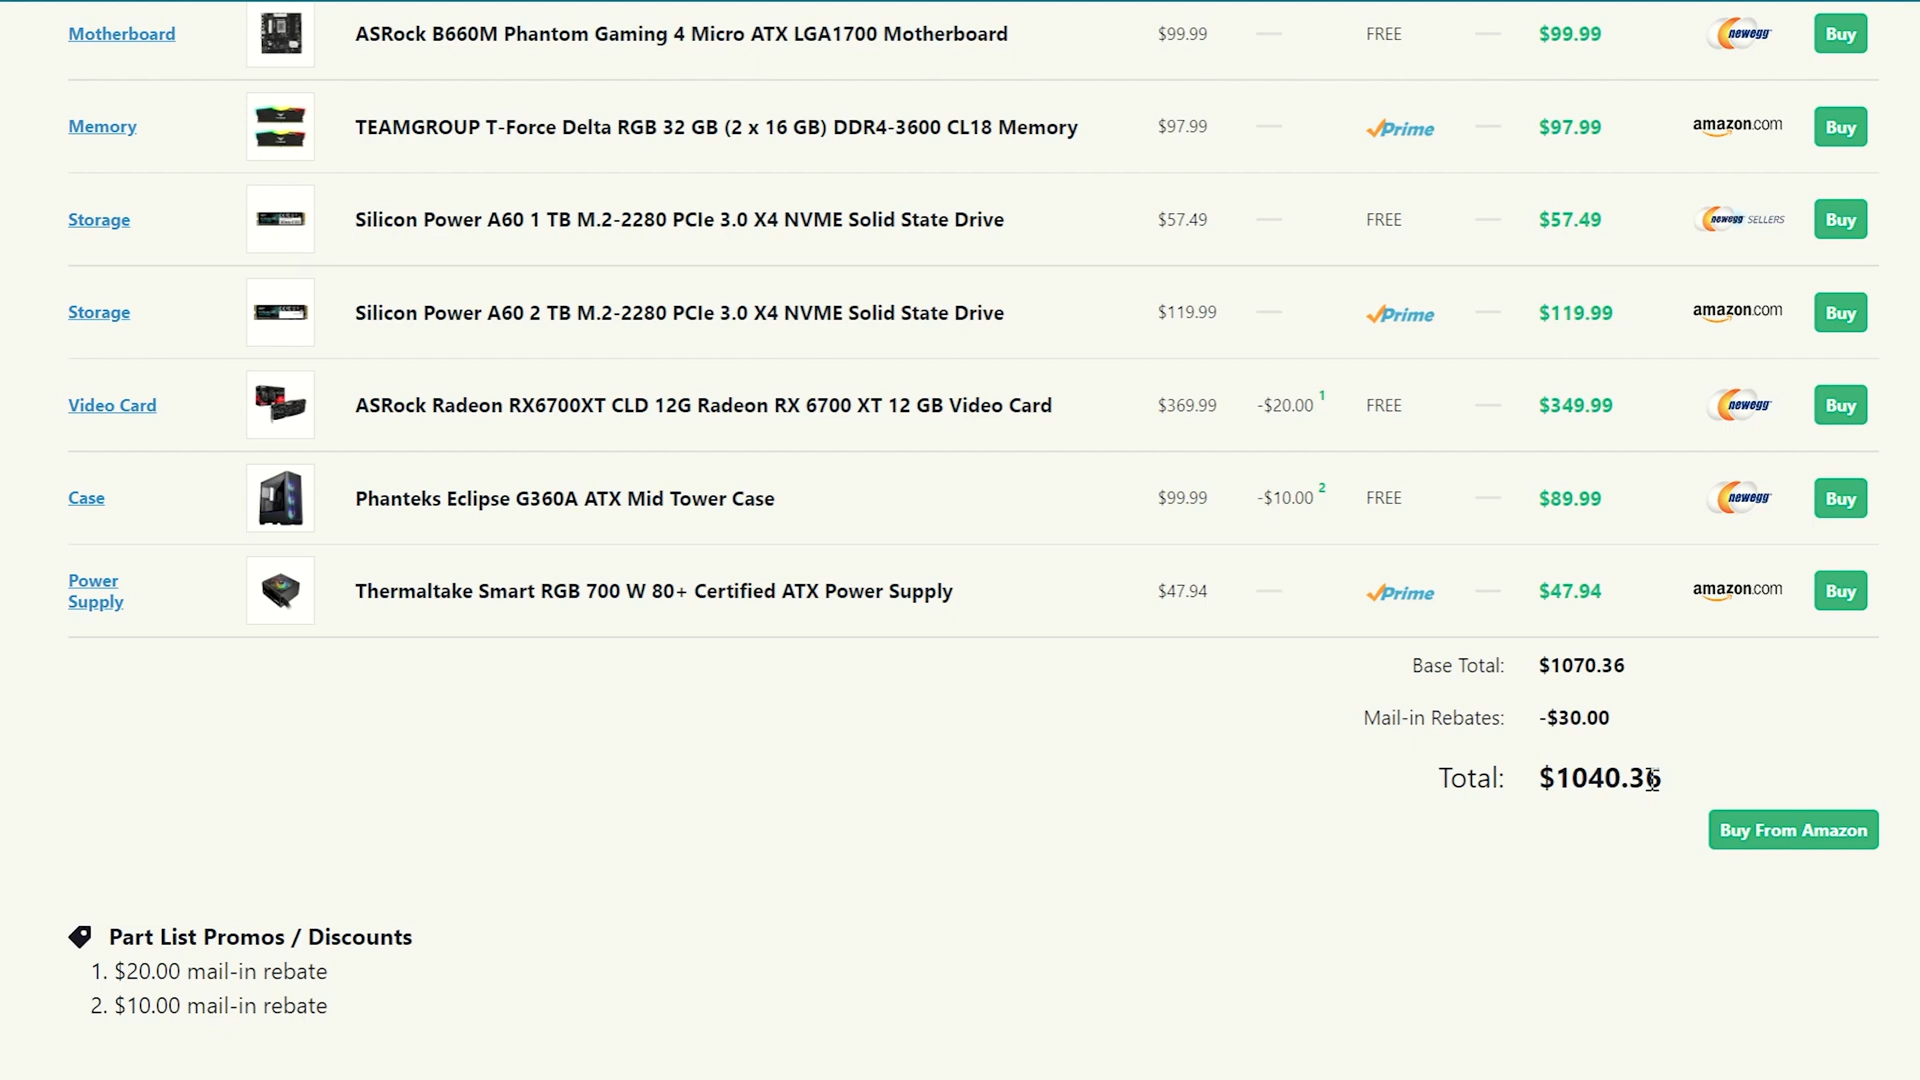 Motherboard ASRock B660M Phantom Gaming 4 Micro ATX LGA1700 Motherboard $99.99 — FREE — $99.99 newegg Buy
Memory TEAMGROUP T-Force Delta RGB 32 GB (2 x 16 GB) DDR4-3600 CL18 Memory $97.99 — Prime — $97.99 amazon.com Buy
Storage Silicon Power A60 1 TB M.2-2280 PCIe 3.0 X4 NVME Solid State Drive $57.49 — FREE — $57.49 newegg SELLERS Buy
Storage Silicon Power A60 2 TB M.2-2280 PCIe 3.0 X4 NVME Solid State Drive $119.99 — Prime — $119.99 amazon.com Buy
Video Card ASRock Radeon RX6700XT CLD 12G Radeon RX 6700 XT 12 GB Video Card $369.99 -$20.00 1 FREE — $349.99 newegg Buy
Case Phanteks Eclipse G360A ATX Mid Tower Case $99.99 -$10.00 2 FREE — $89.99 newegg Buy
Power Supply Thermaltake Smart RGB 700 W 80+ Certified ATX Power Supply $47.94 — Prime — $47.94 amazon.com Buy
Base Total: $1070.36
Mail-in Rebates: -$30.00
Total: $1040.36
Buy From Amazon
Part List Promos / Discounts
1. $20.00 mail-in rebate
2. $10.00 mail-in rebate